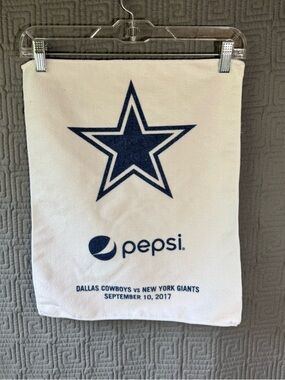 pepsi®
DALLAS COWBOYS vs NEW YORK GIANTS
SEPTEMBER 10, 2017